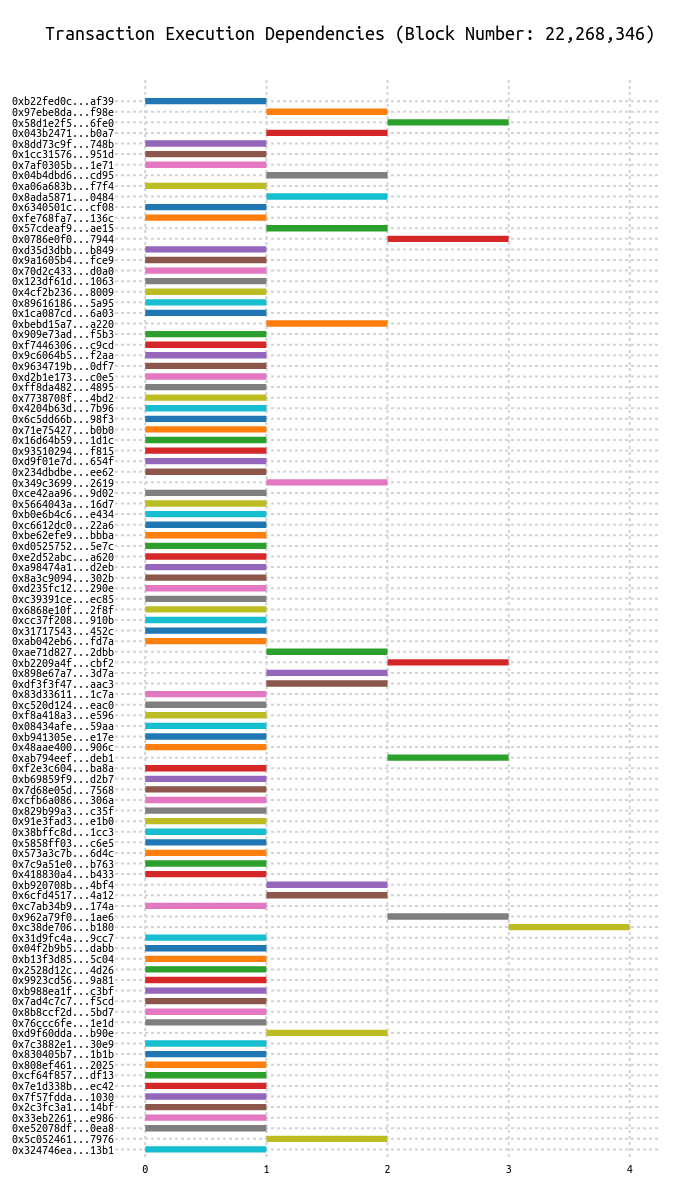 Transaction Execution Dependencies (Block Number: 22,268,346)
0xb22fed0c...af39
0x97ebe8da...f98e
0x58d1e2f5...6fe0
0x043b2471...b0a7
0x8dd73c9f...748b
0x1cc31576...951d
0x7af0305b...1e71
0x04b4dbd6...cd95
0xa06a683b...f7f4
0x8ada5871...0484
0x6340501c...cf08
0xfe768fa7...136c
0x57cdeaf9...ae15
0x0786e0f0...7944
0xd35d3dbb...b849
0x9a1605b4...fce9
0x70d2c433...d0a0
0x123df61d...1063
0x4cf2b236...8009
0x89616186...5a95
0x1ca087cd...6a03
0xbebd15a7...a220
0x909e73ad...f5b3
0xf7446306...c9cd
0x9c6064b5...f2aa
0x9634719b...0df7
0xd2b1e173...c0e5
0xff8da482...4895
0x7738708f...4bd2
0x4204b63d...7b96
0x6c5dd66b...98f3
0x71e75427...b0b0
0x16d64b59...1d1c
0x93510294...f815
0xd9f01e7d...654f
0x234dbdbe...ee62
0x349c3699...2619
0xce42aa96...9d02
0x5664043a...16d7
0xb0e6b4c6...e434
0xc6612dc0...22a6
0xbe62efe9...bbba
0xd0525752...5e7c
0xe2d52abc...a620
0xa98474a1...d2eb
0x8a3c9094...302b
0xd235fc12...290e
0xc39391ce...ec85
0x6868e10f...2f8f
0xcc37f208...910b
0x31717543...452c
0xab042eb6...fd7a
0xae71d827...2dbb
0xb2209a4f...cbf2
0x898e67a7...3d7a
0xdf3f3f47...aac3
0x83d33611...1c7a
0xc520d124...eac0
0xf8a418a3...e596
0x08434afe...59aa
0xb941305e...e17e
0x48aae400...906c
0xab794eef...deb1
0xf2e3c604...ba8a
0xb69859f9...d2b7
0x7d68e05d...7568
0xcfb6a086...306a
0x829b99a3...c35f
0x91e3fad3...e1b0
0x38bffc8d...1cc3
0x5858ff03...c6e5
0x573a3c7b...6d4c
0x7c9a51e0...b763
0x418830a4...b433
0xb920708b...4bf4
0x6cfd4517...4a12
0xc7ab34b9...174a
0x962a79f0...1ae6
0xc38de706...b180
0x31d9fc4a...9cc7
0x04f2b9b5...dabb
0xb13f3d85...5c04
0x2528d12c...4d26
0x9923cd56...9a81
0xb988ea1f...c3bf
0x7ad4c7c7...f5cd
0x8b8ccf2d...5bd7
0x76ccc6fe...1e1d
0xd9f60dda...b90e
0x7c3882e1...30e9
0x830405b7...1b1b
0x808ef461...2025
0xcf64f857...df13
0x7e1d338b...ec42
0x7f57fdda...1030
0x2c3fc3a1...14bf
0x33eb2261...e986
0xe52078df...0ea8
0x5c052461...7976
0x324746ea...13b1
0 1 2 3 4